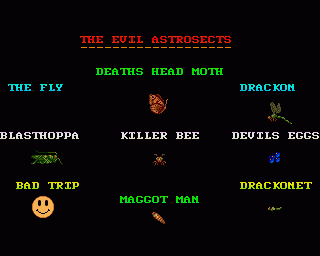 THE EVIL ASTROSECTS
DEATHS HEAD MOTH
THE FLY
DRACKON
BLASTHOPPA
KILLER BEE
DEVILS EGGS
BAD TRIP
DRACKONET
MAGGOT MAN